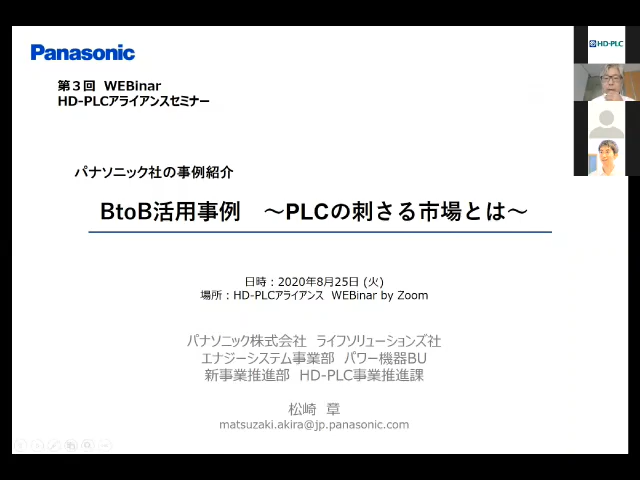 Panasonic
HD-PLC
第３回 WEBinar
HD-PLCアライアンスセミナー
パナソニック社の事例紹介
BtoB活用事例 ～PLCの刺さる市場とは～
日時：2020年8月25日 (火)
場所：HD-PLCアライアンス WEBinar by Zoom
パナソニック株式会社 ライフソリューションズ社
エナジーシステム事業部 パワー機器BU
新事業推進部 HD-PLC事業推進課
松崎 章
matsuzaki.akira@jp.panasonic.com